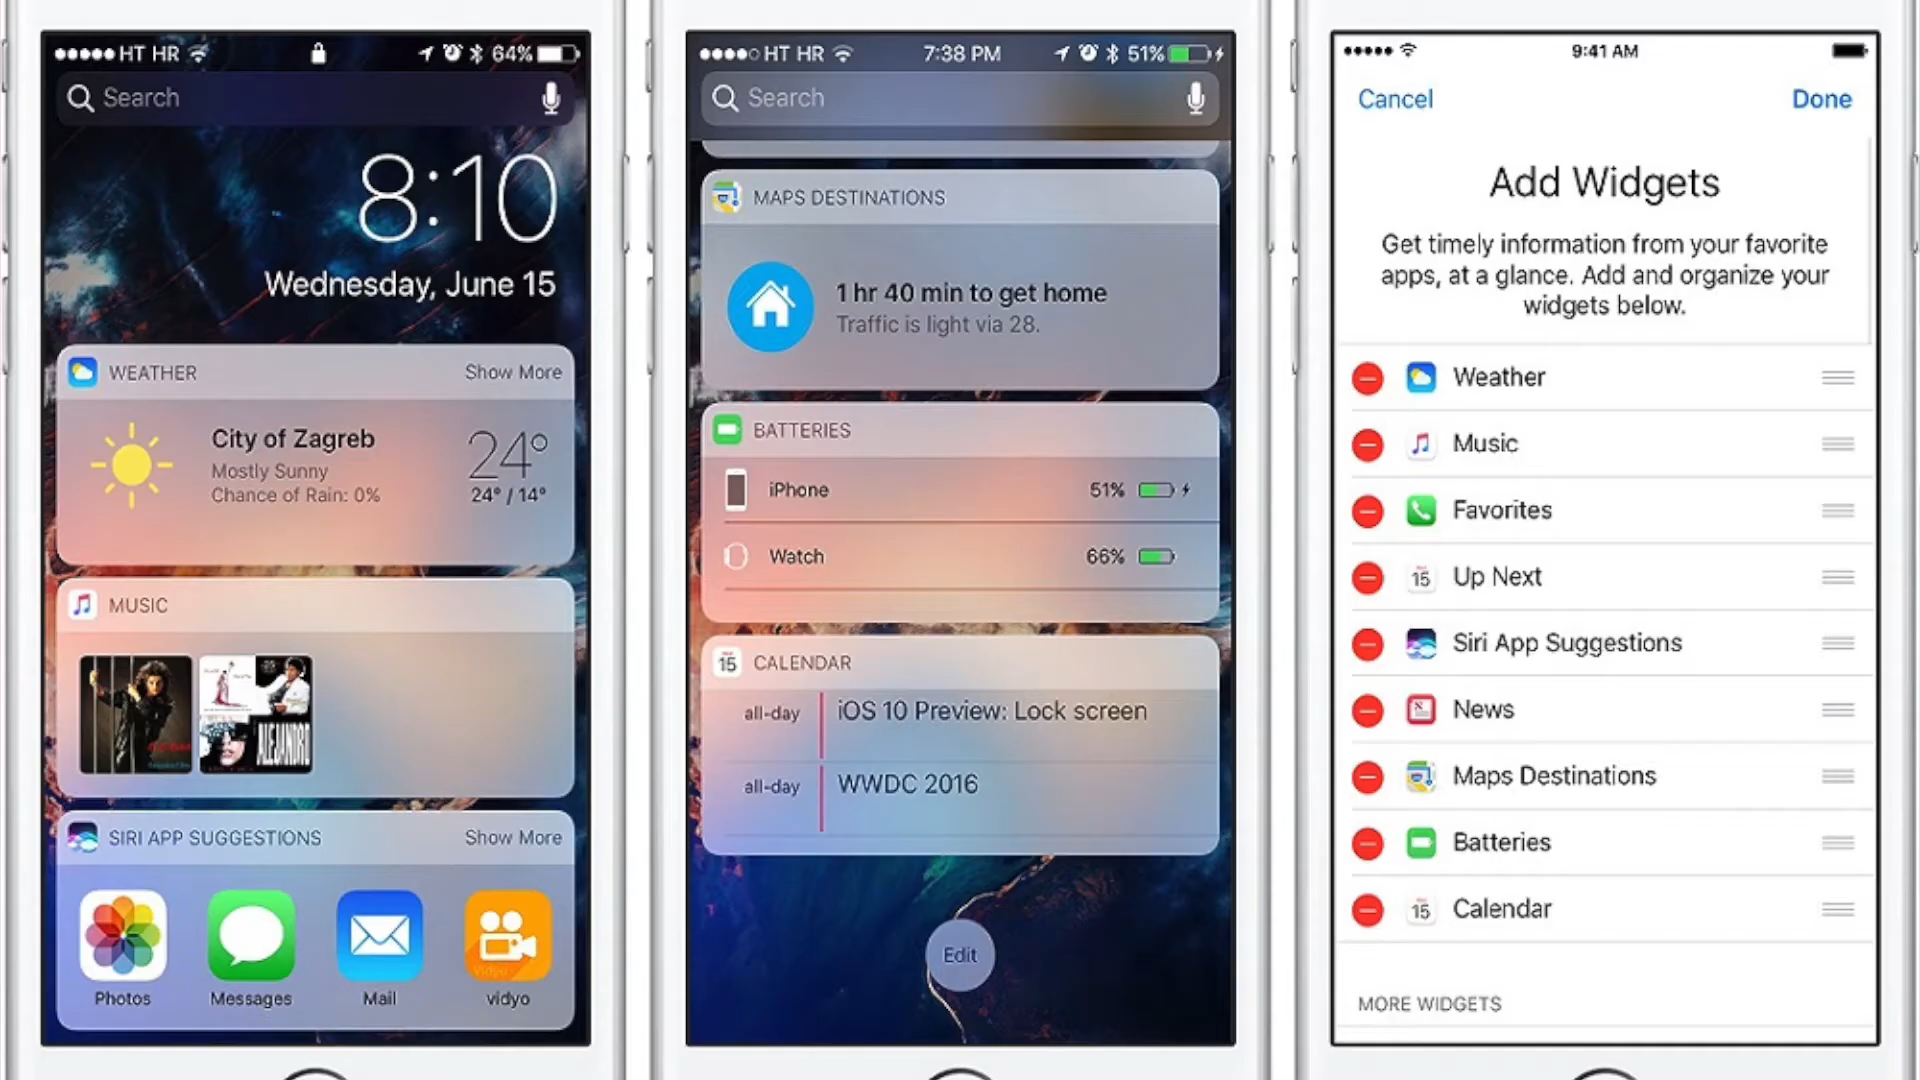 HT HR 64%
Search
8:10
Wednesday, June 15
WEATHER Show More
City of Zagreb
Mostly Sunny
Chance of Rain: 0%
24°
24° / 14°
MUSIC
ALEJANDRO
SIRI APP SUGGESTIONS Show More
Vidyo
Photos Messages Mail vidyo
HT HR 7:38 PM 51%
Search
MAPS DESTINATIONS
1 hr 40 min to get home
Traffic is light via 28.
BATTERIES
iPhone 51%
Watch 66%
15 CALENDAR
all-day iOS 10 Preview: Lock screen
all-day WWDC 2016
Edit
9:41 AM
Cancel Done
Add Widgets
Get timely information from your favorite
apps, at a glance. Add and organize your
widgets below.
Weather
Music
Favorites
15 Up Next
Siri App Suggestions
News
Maps Destinations
Batteries
15 Calendar
MORE WIDGETS